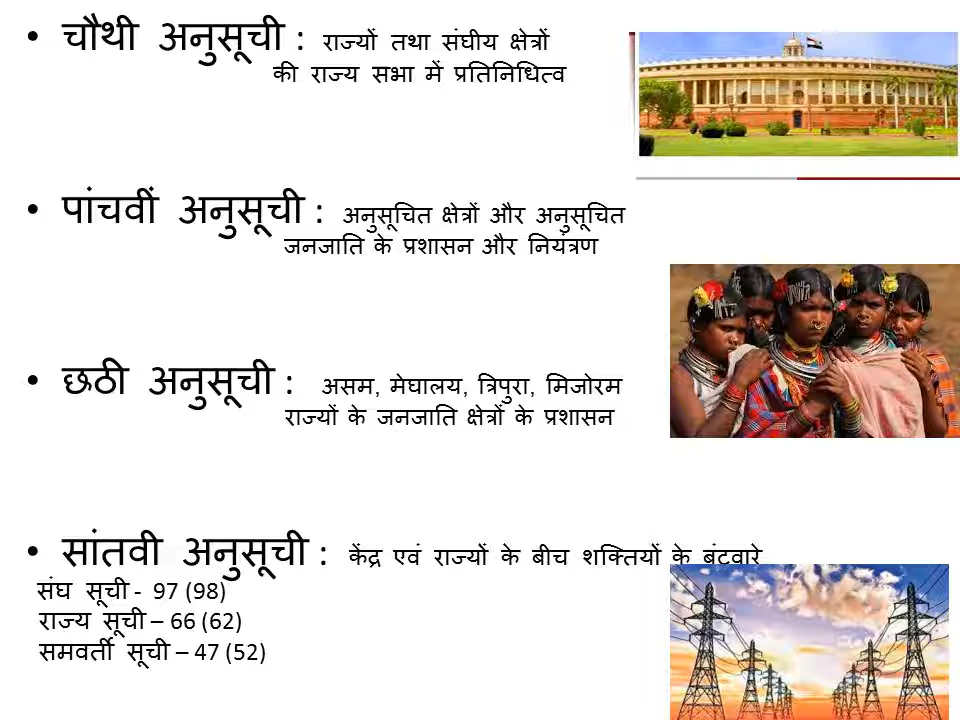 • चौथी अनुसूची : राज्यों तथा संघीय क्षेत्रों
की राज्य सभा में प्रतिनिधित्व
• पांचवीं अनुसूची : अनुसूचित क्षेत्रों और अनुसूचित
जनजाति के प्रशासन और नियंत्रण
• छठी अनुसूची : असम, मेघालय, त्रिपुरा, मिजोरम
राज्यों के जनजाति क्षेत्रों के प्रशासन
• सांतवी अनुसूची : केंद्र एवं राज्यों के बीच शक्तियों के बंटवारे
संघ सूची - 97 (98)
राज्य सूची – 66 (62)
समवर्ती सूची – 47 (52)